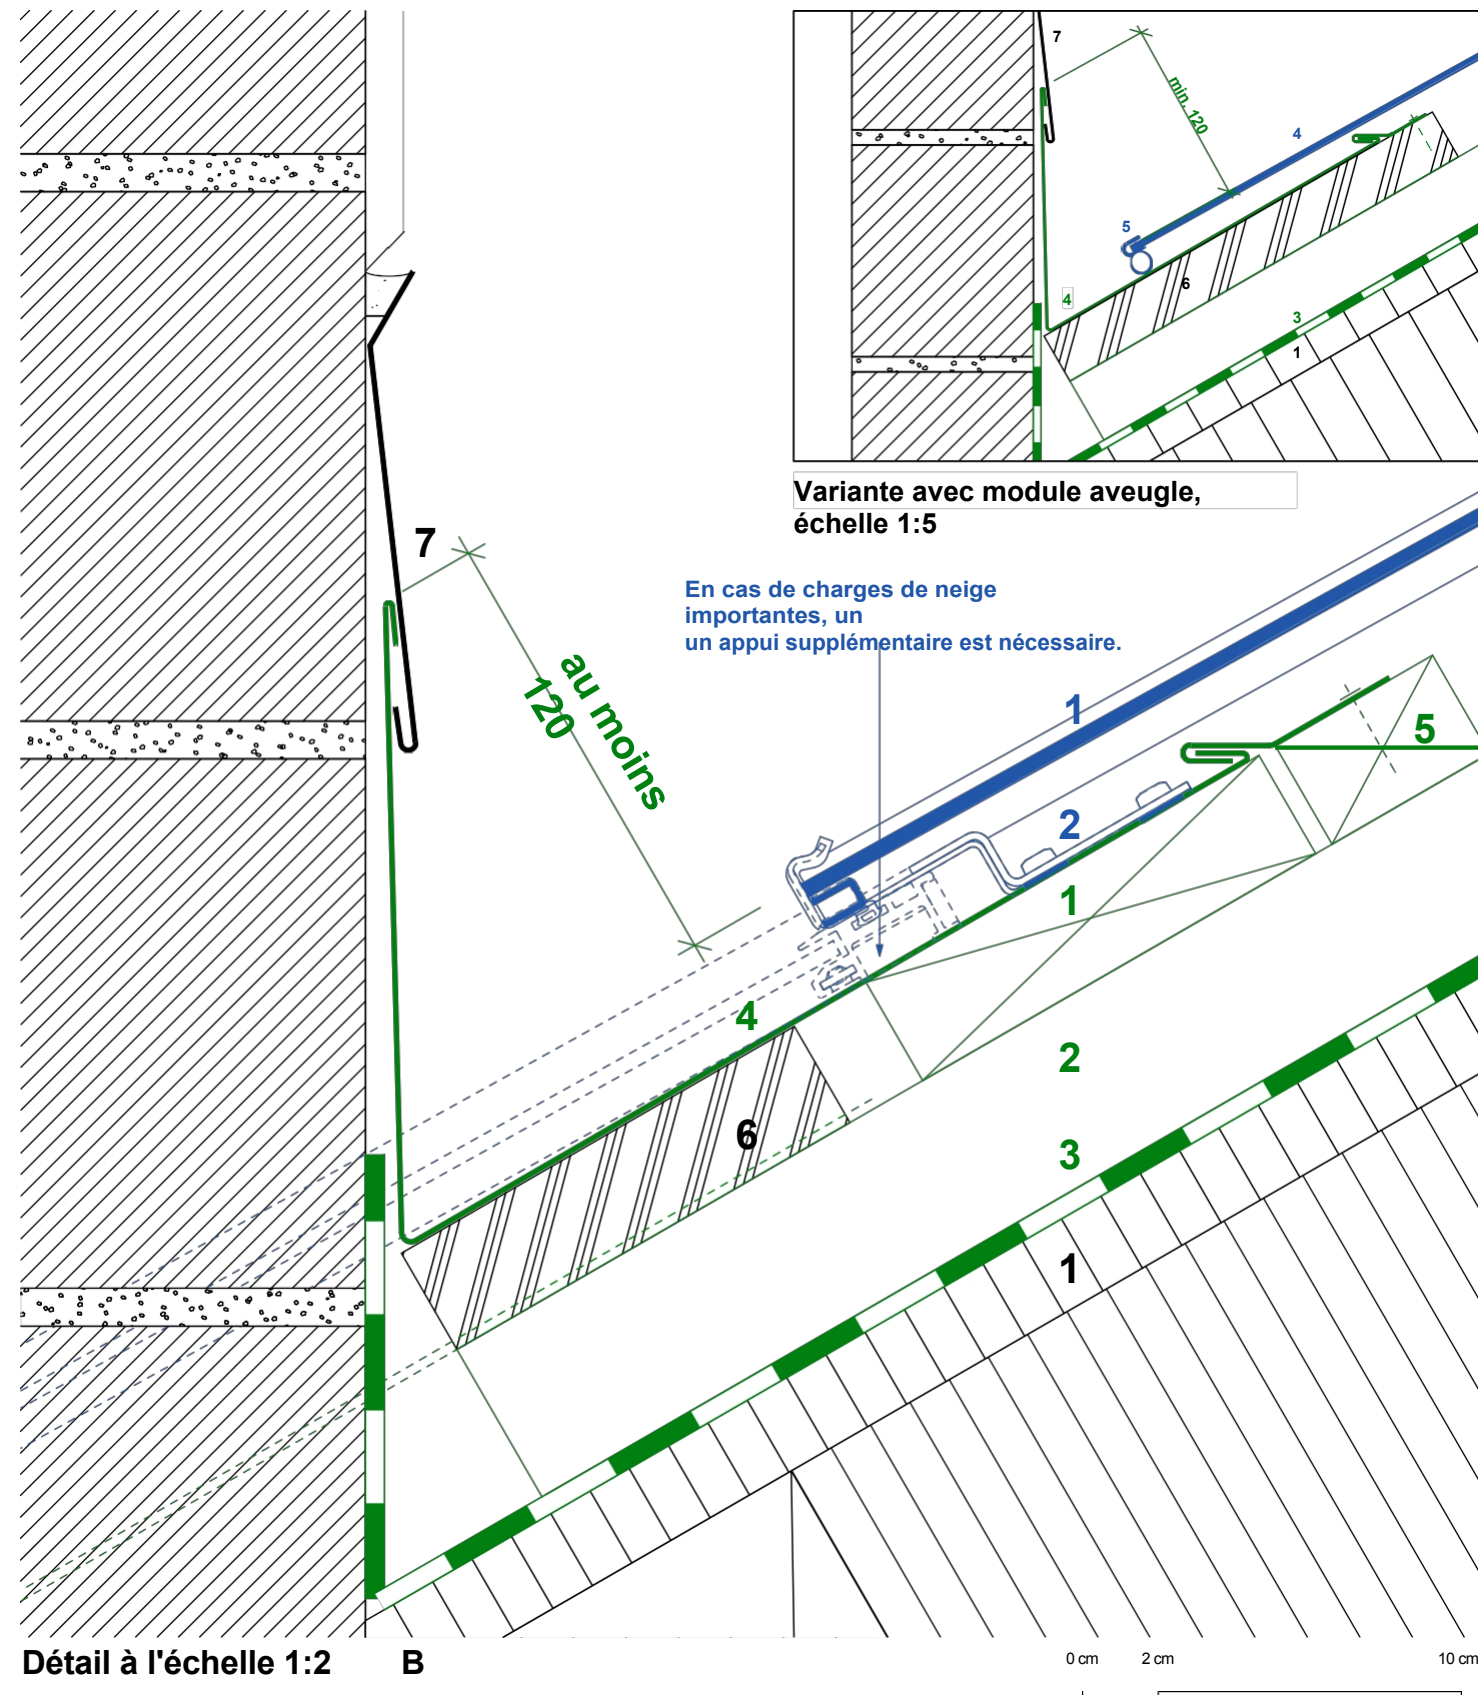 7
min. 120
4
5
6
4
3
1
Variante avec module aveugle,
échelle 1:5
7
En cas de charges de neige
importantes, un
un appui supplémentaire est nécessaire.
au moins
120
1
5
2
1
4
2
6
3
1
Détail à l'échelle 1:2
B
0 cm
2 cm
10 cm